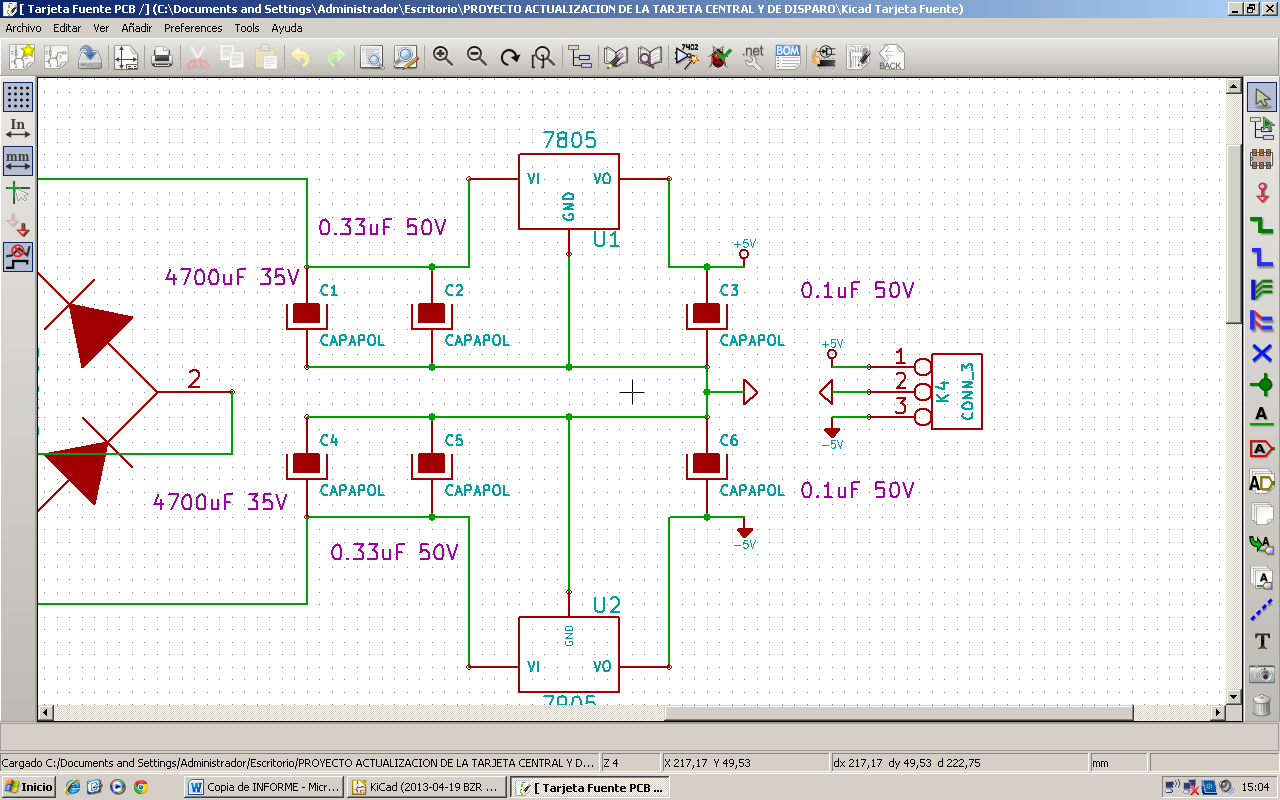 [ Tarjeta Fuente PCB /] (C:\Documents and Settings\Administrador\Escritorio\PROYECTO ACTUALIZACION DE LA TARJETA CENTRAL Y DE DISPARO\Kicad Tarjeta Fuente)
Archivo Editar Ver Añadir Preferences Tools Ayuda
7402 .net BOM BACK
In
mm
7805
VI VO
GND
U1
0.33uF 50V
+5V
4700uF 35V
C1 C2 C3
0.1uF 50V
CAPAPOL CAPAPOL CAPAPOL
+5V
1
2
3
K4
CONN_3
-5V
2
C4 C5 C6
CAPAPOL CAPAPOL CAPAPOL
4700uF 35V
0.1uF 50V
-5V
0.33uF 50V
U2
GND
VI VO
A
A
A
A
A
T
Cargado C:/Documents and Settings/Administrador/Escritorio/PROYECTO ACTUALIZACION DE LA TARJETA CENTRAL Y D... Z 4 X 217,17 Y 49,53 dx 217,17 dy 49,53 d 222,75 mm
Inicio Copia de INFORME - Micr... KiCad (2013-04-19 BZR ... [ Tarjeta Fuente PCB ... 15:04